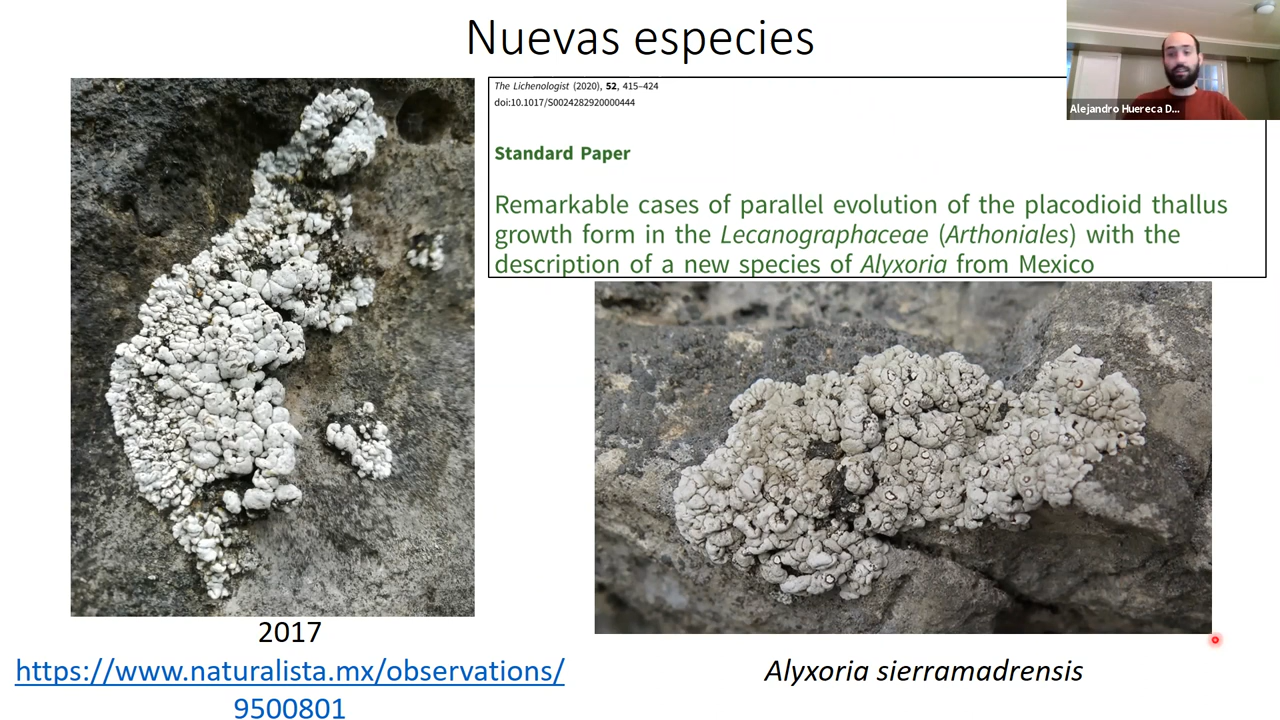 Nuevas especies
The Lichenologist (2020), 52, 415–424
doi:10.1017/S0024282920000444
Alejandro Huereca D...
Standard Paper
Remarkable cases of parallel evolution of the placodioid thallus
growth form in the Lecanographaceae (Arthoniales) with the
description of a new species of Alyxoria from Mexico
2017
https://www.naturalista.mx/observations/
9500801
Alyxoria sierramadrensis